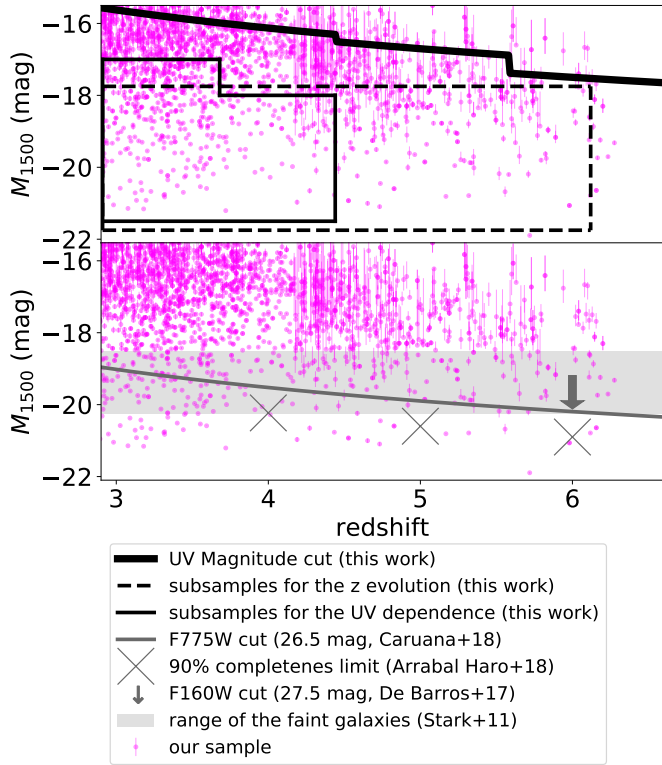 −16
−18
−20
−22
M1500 (mag)
−16
−18
−20
−22
M1500 (mag)
3 4 5 6
redshift
UV Magnitude cut (this work)
subsamples for the z evolution (this work)
subsamples for the UV dependence (this work)
F775W cut (26.5 mag, Caruana+18)
90% completenes limit (Arrabal Haro+18)
F160W cut (27.5 mag, De Barros+17)
range of the faint galaxies (Stark+11)
our sample